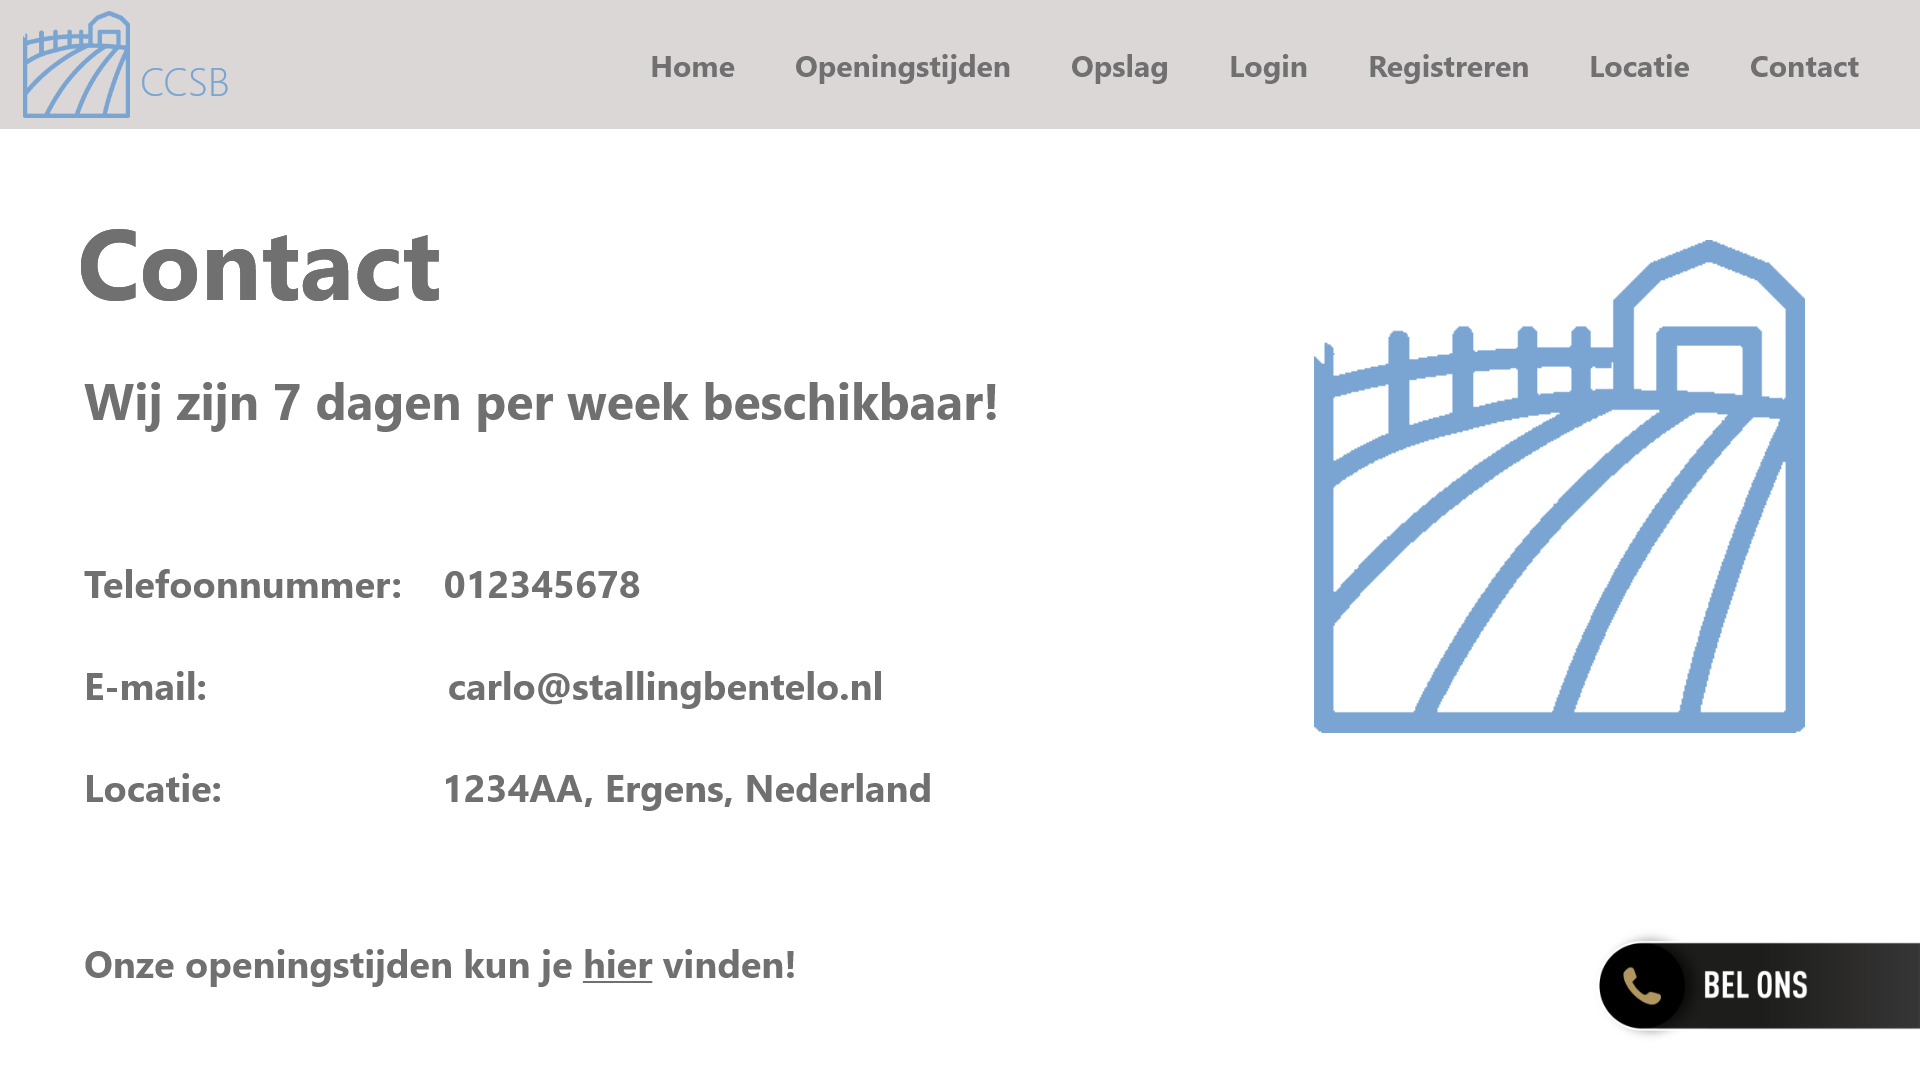 CCSB
Home Openingstijden Opslag Login Registreren Locatie Contact
Contact
Wij zijn 7 dagen per week beschikbaar!
Telefoonnummer: 012345678
E-mail: carlo@stallingbentelo.nl
Locatie: 1234AA, Ergens, Nederland
Onze openingstijden kun je hier vinden!
BEL ONS